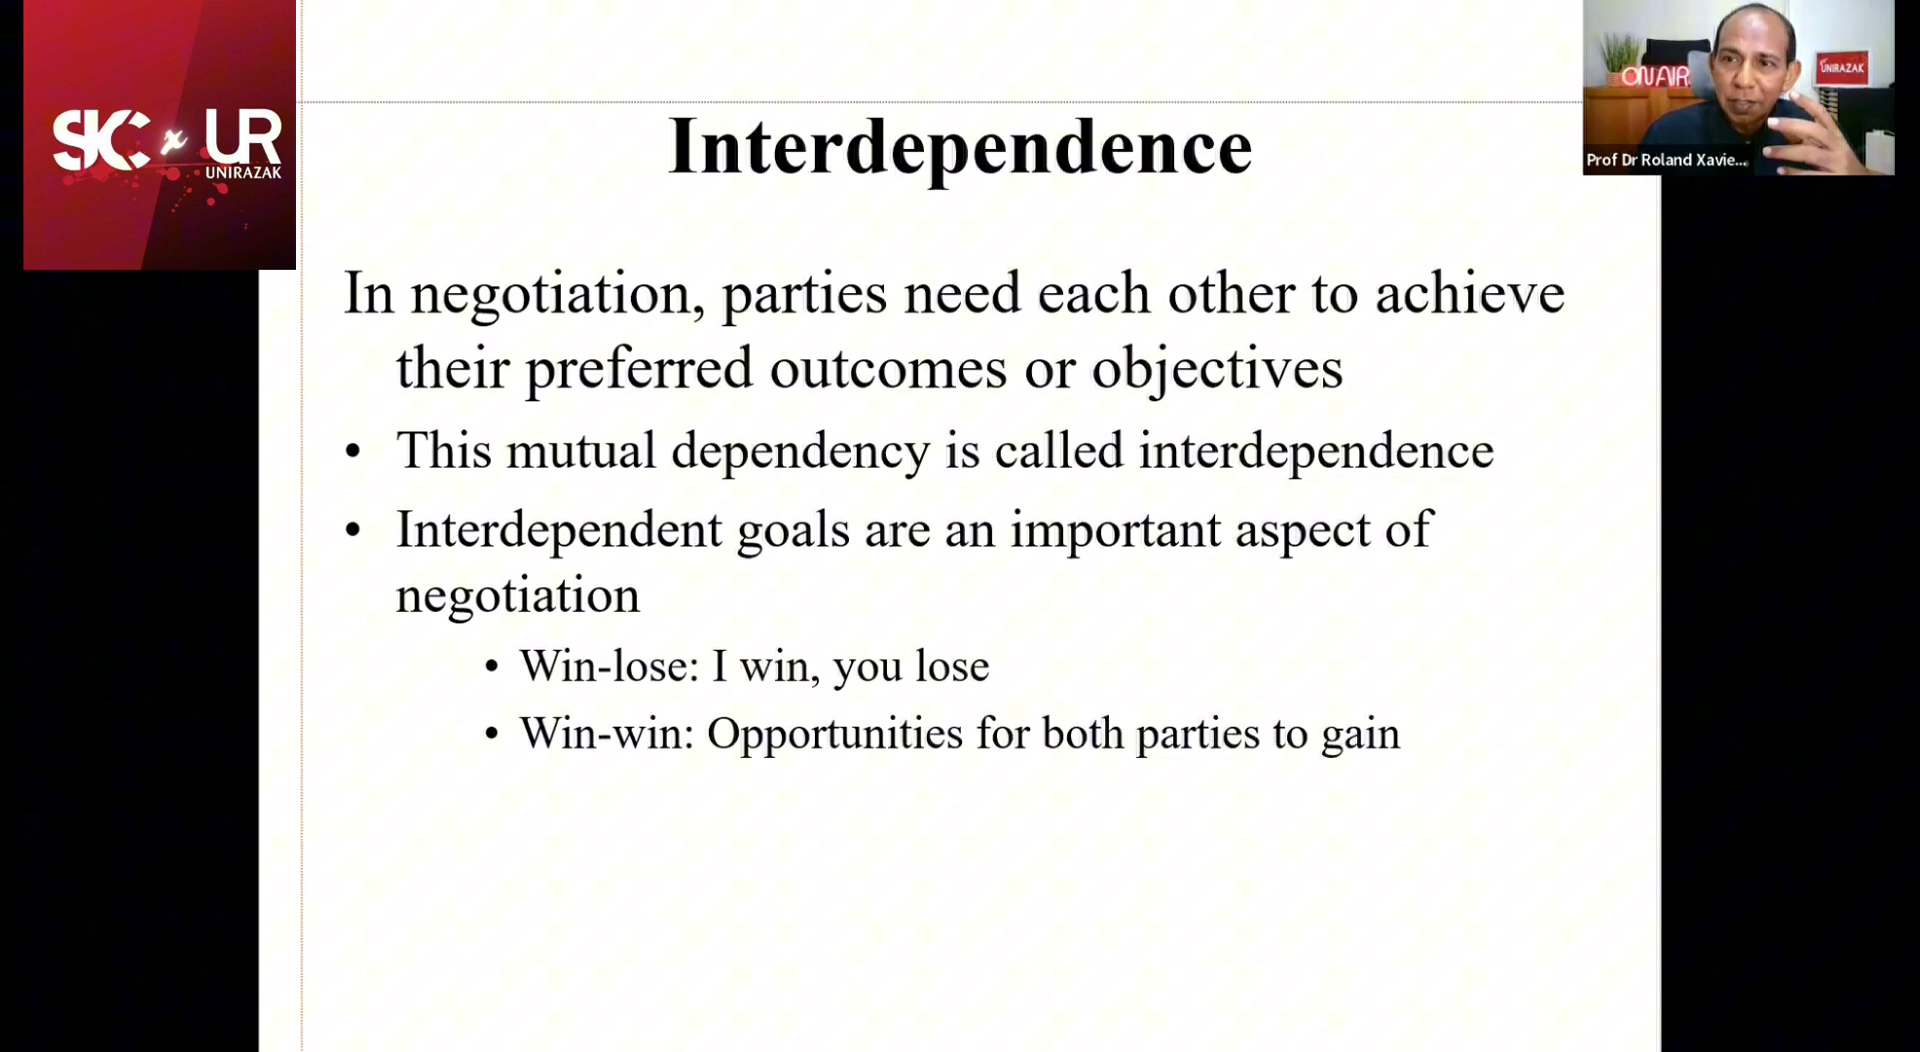 SIC x UR
UNIRAZAK
ON AIR
UNIRAZAK
Prof Dr Roland Xavie...
Interdependence
In negotiation, parties need each other to achieve
their preferred outcomes or objectives
• This mutual dependency is called interdependence
• Interdependent goals are an important aspect of
negotiation
• Win-lose: I win, you lose
• Win-win: Opportunities for both parties to gain